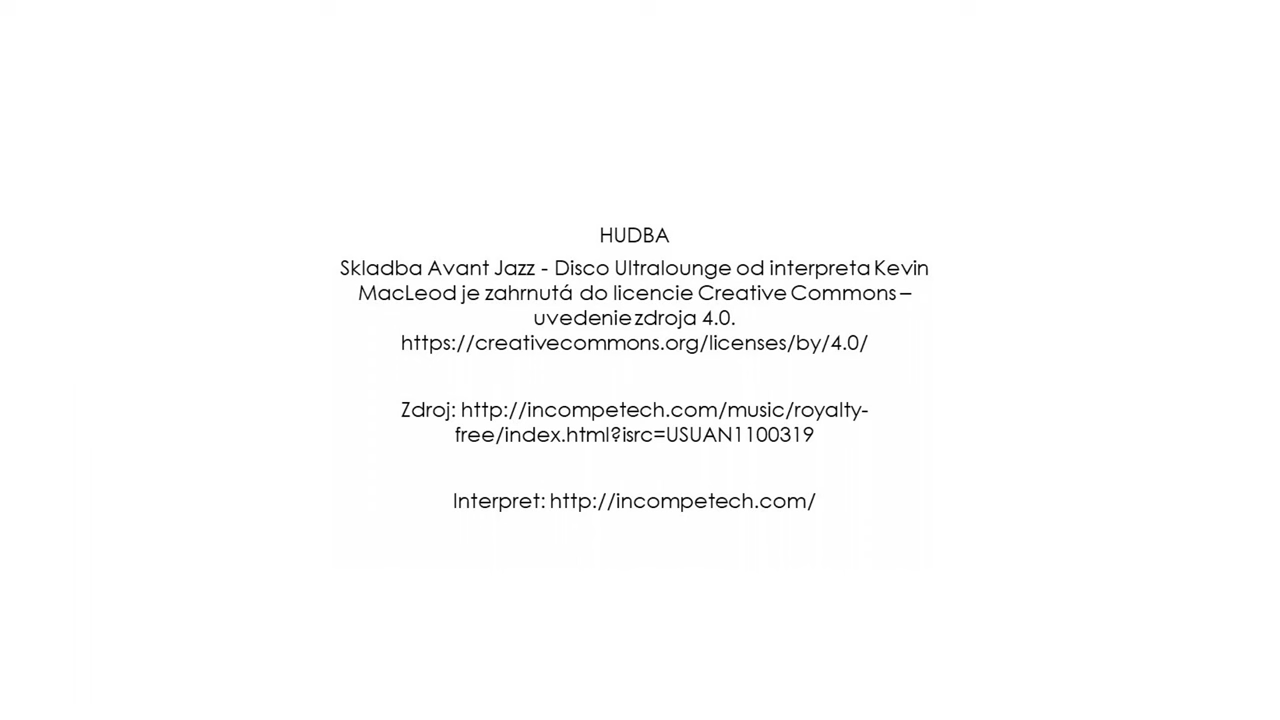 HUDBA
Skladba Avant Jazz - Disco Ultralounge od interpreta Kevin
MacLeod je zahrnutá do licencie Creative Commons –
uvedenie zdroja 4.0.
https://creativecommons.org/licenses/by/4.0/
Zdroj: http://incompetech.com/music/royalty-
free/index.html?isrc=USUAN1100319
Interpret: http://incompetech.com/